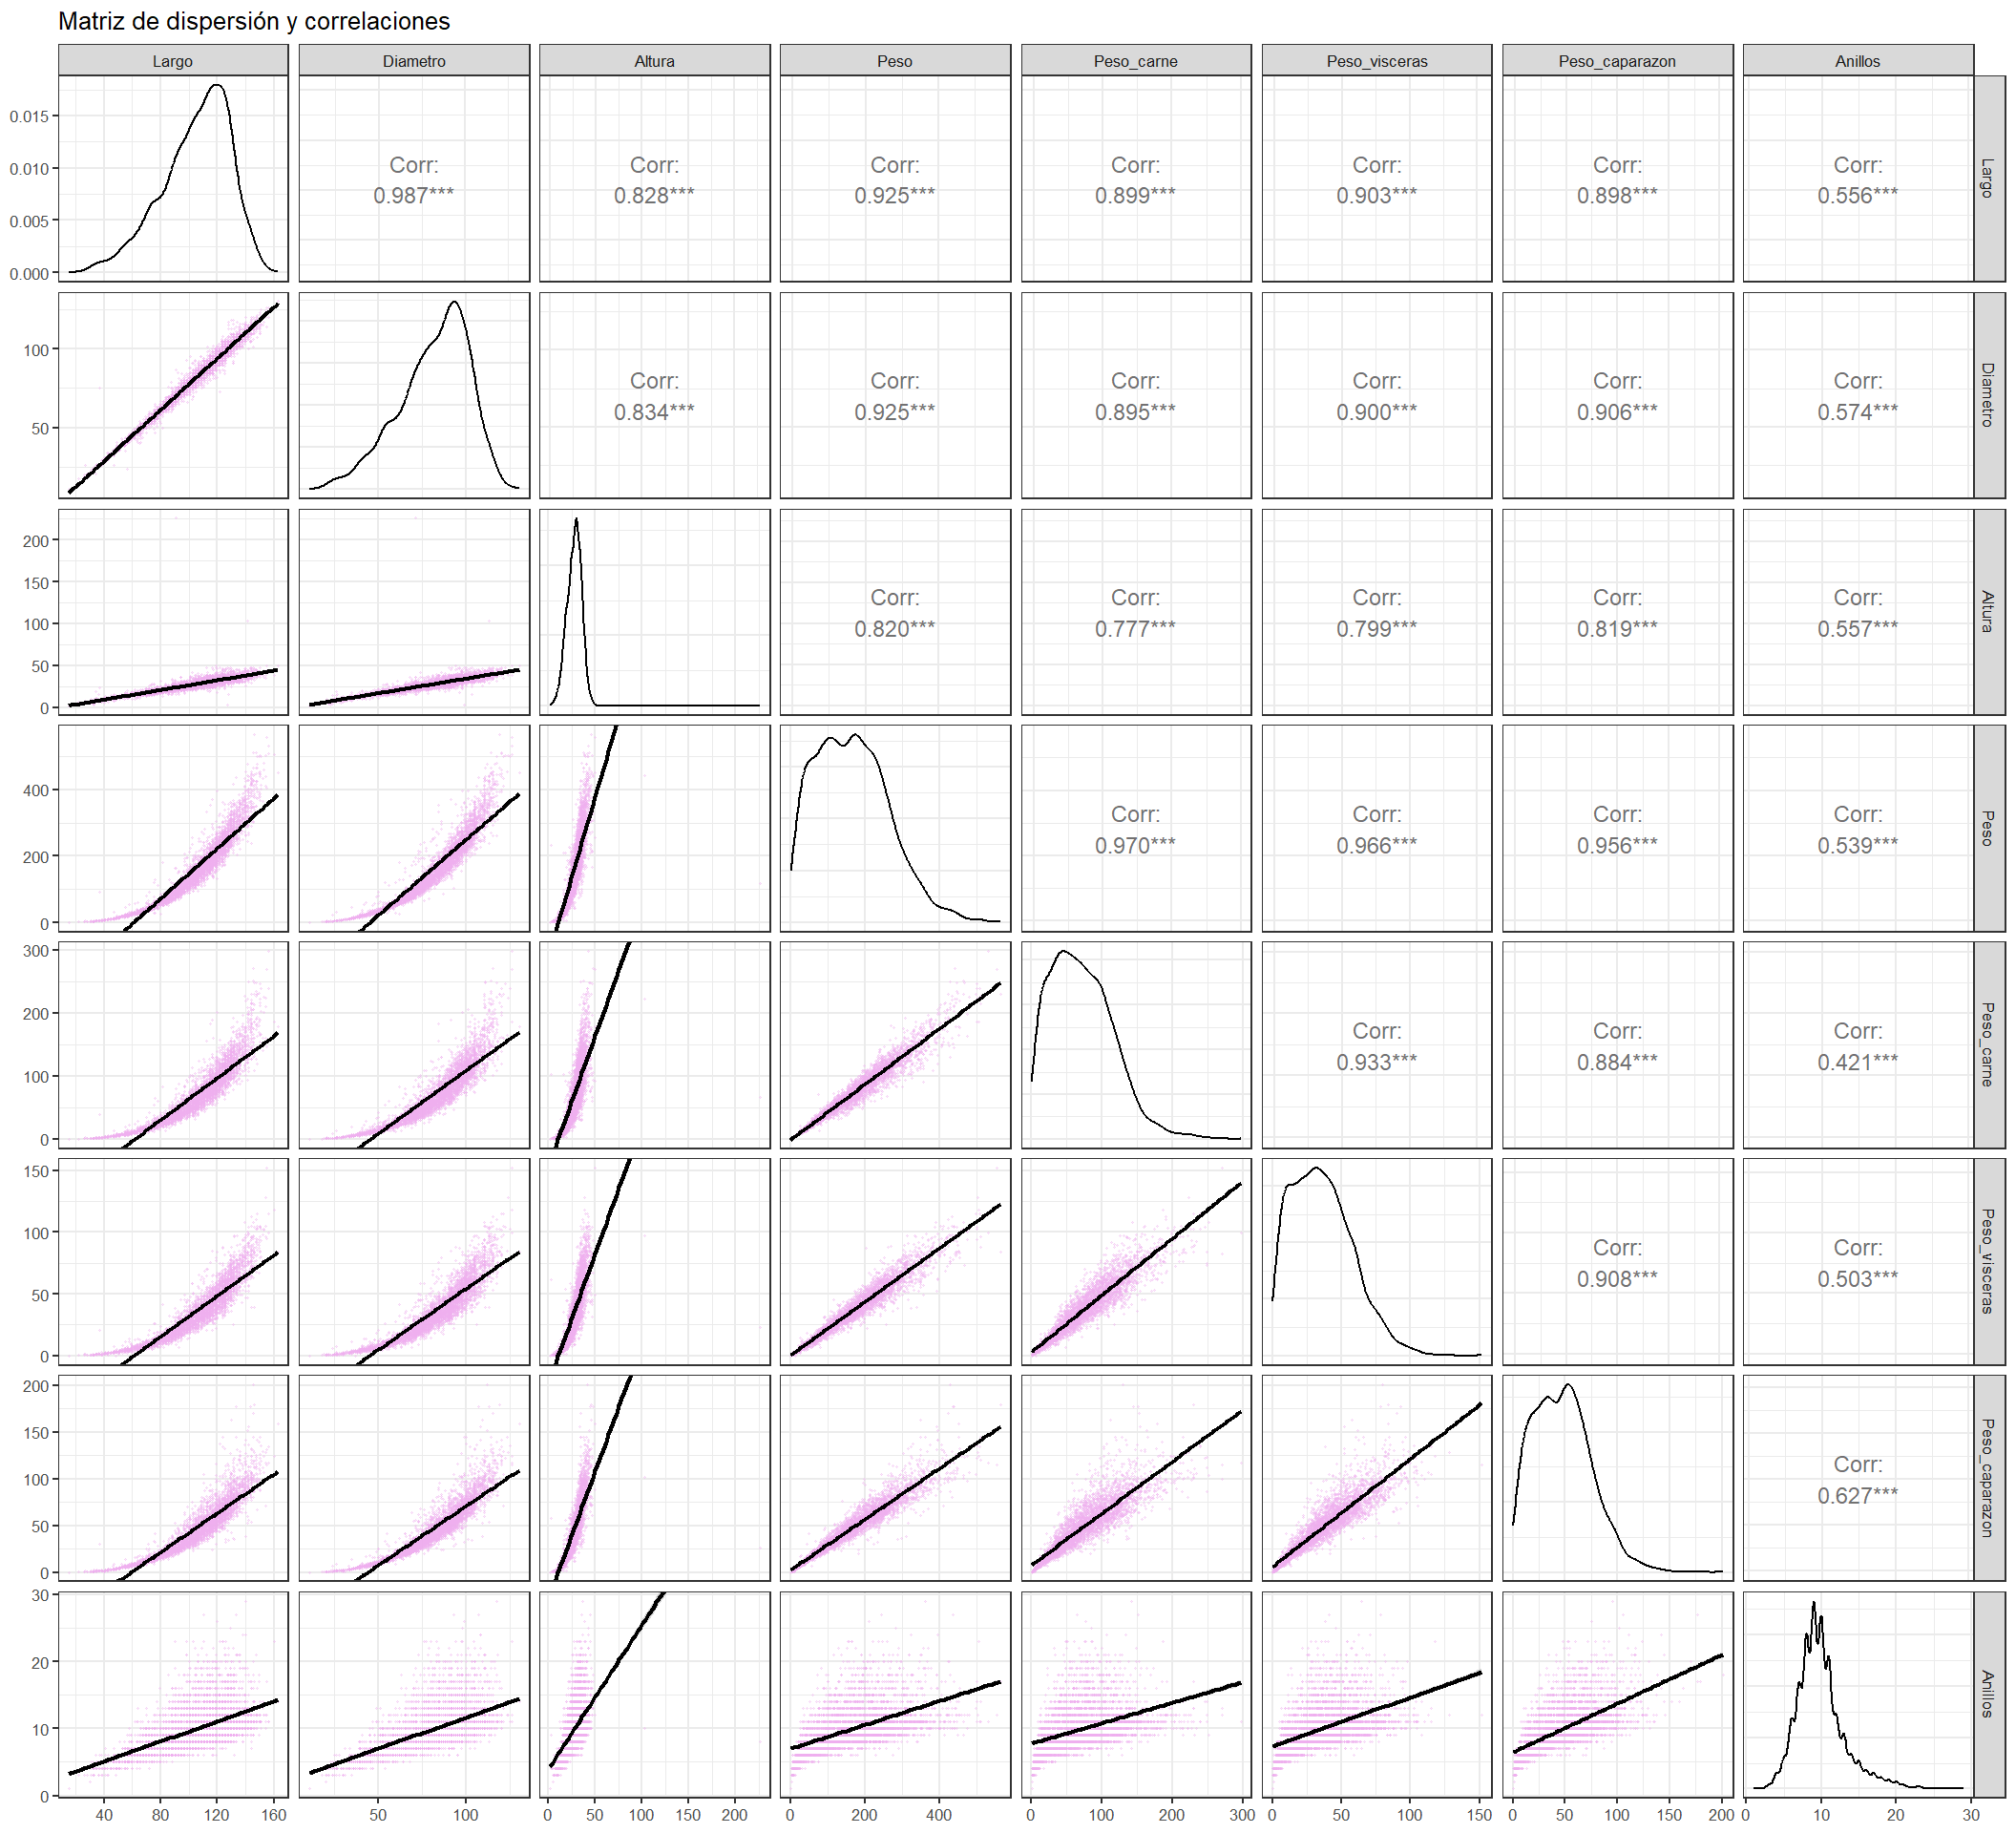 Matriz de dispersión y correlaciones
Largo Diametro Altura Peso Peso_carne Peso_visceras Peso_caparazon Anillos
0.015
0.010
0.005
0.000
Corr: Corr: Corr: Corr: Corr: Corr: Corr:
0.987*** 0.828*** 0.925*** 0.899*** 0.903*** 0.898*** 0.556***
Largo
100
50
Corr: Corr: Corr: Corr: Corr: Corr:
0.834*** 0.925*** 0.895*** 0.900*** 0.906*** 0.574***
Diametro
200
150
100
50
0
Corr: Corr: Corr: Corr: Corr:
0.820*** 0.777*** 0.799*** 0.819*** 0.557***
Altura
400
200
0
Corr: Corr: Corr: Corr:
0.970*** 0.966*** 0.956*** 0.539***
Peso
300
200
100
0
Corr: Corr: Corr:
0.933*** 0.884*** 0.421***
Peso_carne
150
100
50
0
Corr: Corr:
0.908*** 0.503***
Peso_visceras
200
150
100
50
0
Corr:
0.627***
Peso_caparazon
30
20
10
0
Anillos
40 80 120 160 50 100 0 50 100 150 200 0 200 400 0 100 200 300 0 50 100 150 0 50 100 150 200 0 10 20 30